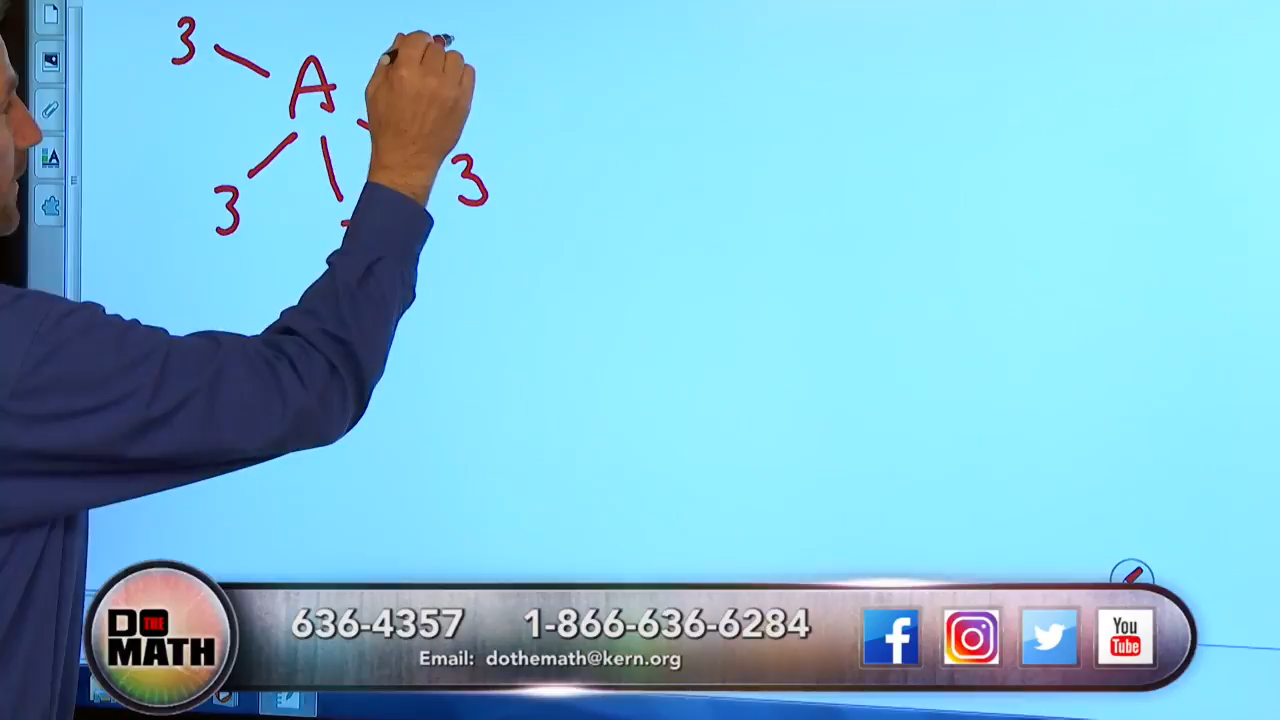 3
A
3
3
DO THE MATH
636-4357 1-866-636-6284
Email: dothemath@kern.org
f
You Tube